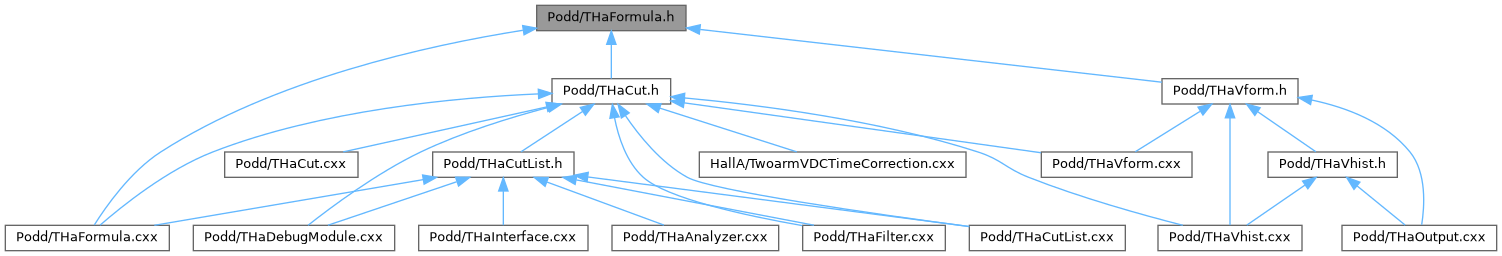 Podd/THaFormula.h
Podd/THaCut.h
Podd/THaVform.h
Podd/THaCut.cxx
Podd/THaCutList.h
HallA/TwoarmVDCTimeCorrection.cxx
Podd/THaVform.cxx
Podd/THaVhist.h
Podd/THaFormula.cxx
Podd/THaDebugModule.cxx
Podd/THaInterface.cxx
Podd/THaAnalyzer.cxx
Podd/THaFilter.cxx
Podd/THaCutList.cxx
Podd/THaVhist.cxx
Podd/THaOutput.cxx